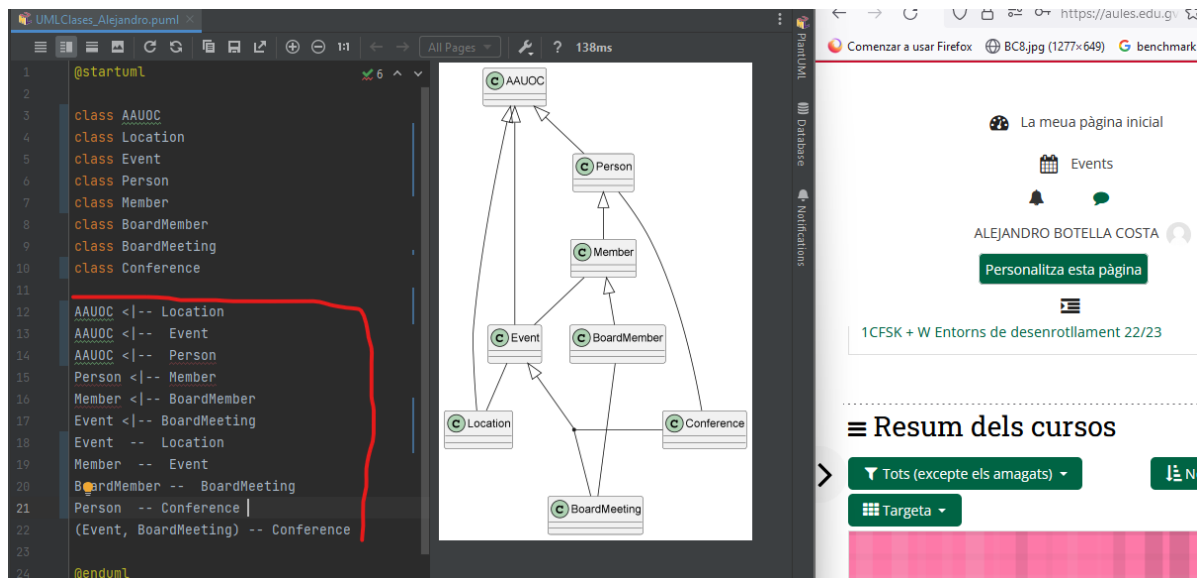 UMLClases_Alejandro.puml
1:1
All Pages
?
138ms
1 @startuml
6
2
3 class AAUOC
4 class Location
5 class Event
6 class Person
7 class Member
8 class BoardMember
9 class BoardMeeting
10 class Conference
11
12 AAUOC <|-- Location
13 AAUOC <|-- Event
14 AAUOC <|-- Person
15 Person <|-- Member
16 Member <|-- BoardMember
17 Event <|-- BoardMeeting
18 Event -- Location
19 Member -- Event
20 BoardMember -- BoardMeeting
21 Person -- Conference
22 (Event, BoardMeeting) -- Conference
23
24 @enduml
C AAUOC
C Person
C Member
C Event
C BoardMember
C Location
C Conference
C BoardMeeting
PlantUML
Database
Notifications
https://aules.edu.gv
Comenzar a usar Firefox
BC8.jpg (1277×649)
G benchmark
La meua pàgina inicial
Events
ALEJANDRO BOTELLA COSTA
Personalitza esta pàgina
1CFSK + W Entorns de desenrotllament 22/23
Resum dels cursos
Tots (excepte els amagats)
Targeta